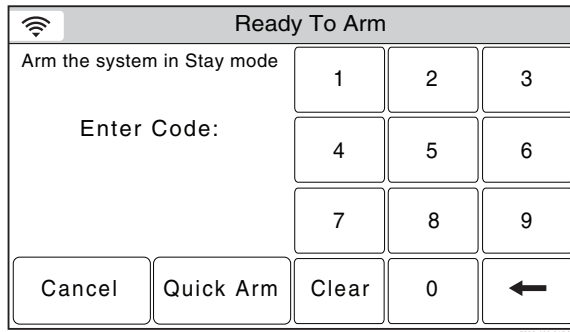 Ready To Arm
Arm the system in Stay mode
Enter Code:
1 2 3
4 5 6
7 8 9
Cancel Quick Arm Clear 0